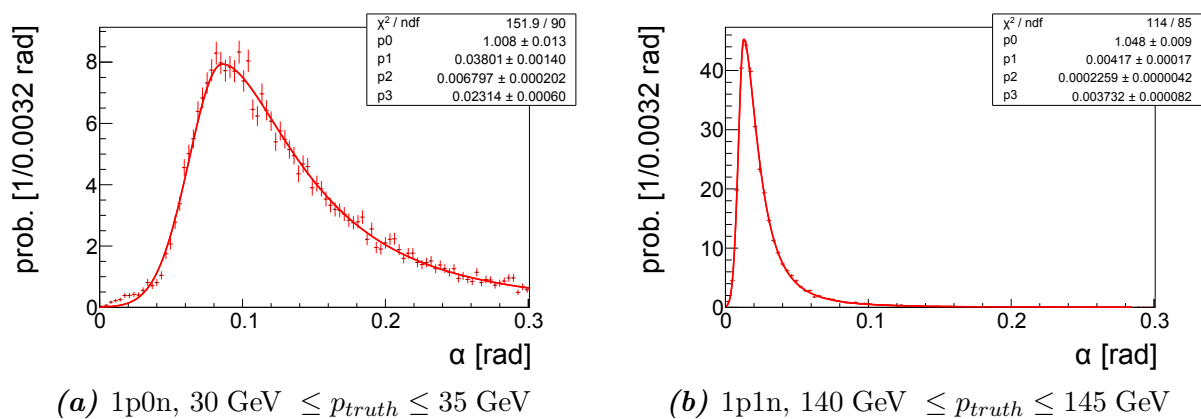 χ² / ndf 151.9 / 90
p0 1.008 ± 0.013
p1 0.03801 ± 0.00140
p2 0.006797 ± 0.000202
p3 0.02314 ± 0.00060
prob. [1/0.0032 rad]
8
6
4
2
0
0 0.1 0.2 0.3
α [rad]
(a) 1p0n, 30 GeV ≤ p_truth ≤ 35 GeV
χ² / ndf 114 / 85
p0 1.048 ± 0.009
p1 0.00417 ± 0.00017
p2 0.0002259 ± 0.0000042
p3 0.003732 ± 0.000082
prob. [1/0.0032 rad]
40
30
20
10
0
0 0.1 0.2 0.3
α [rad]
(b) 1p1n, 140 GeV ≤ p_truth ≤ 145 GeV